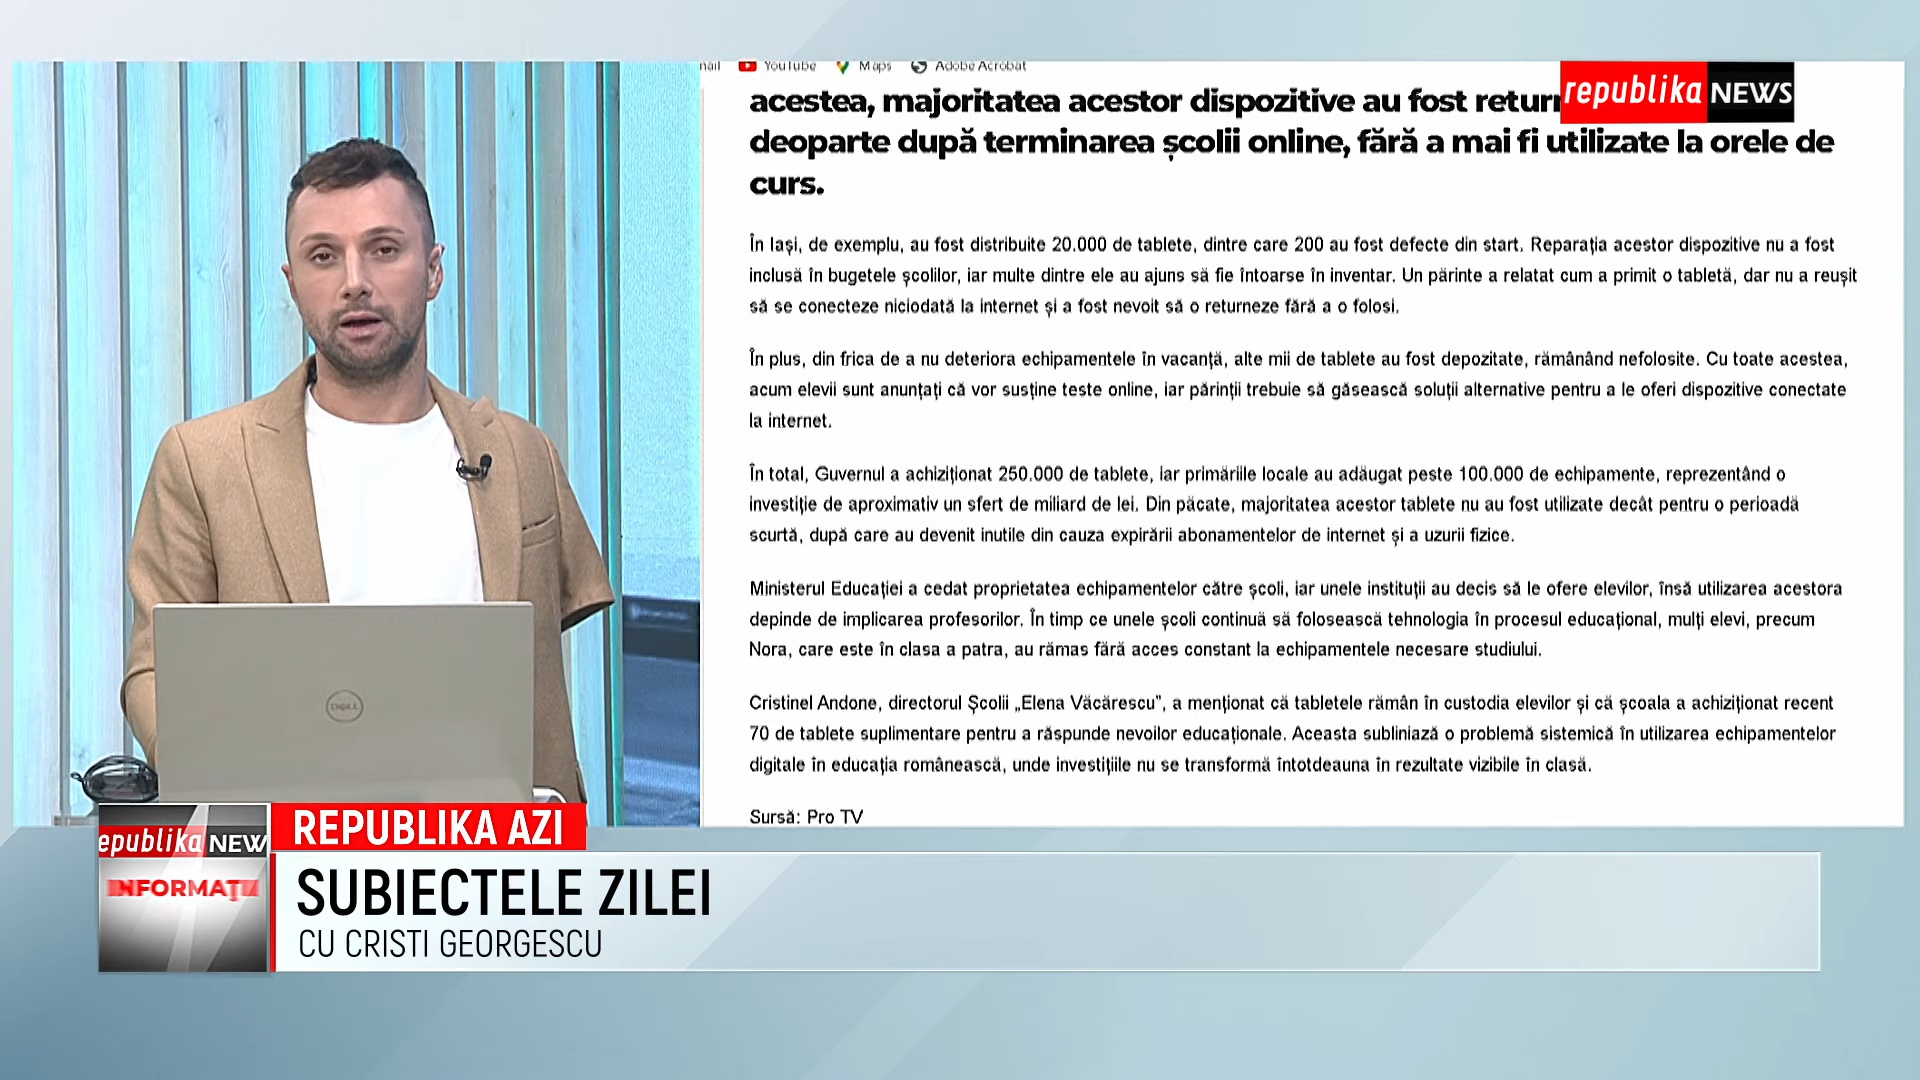 YouTube Maps Adobe Acrobat
republika NEWS
acestea, majoritatea acestor dispozitive au fost
deoparte după terminarea școlii online, fără a mai fi utilizate la orele de
curs.
În Iași, de exemplu, au fost distribuite 20.000 de tablete, dintre care 200 au fost defecte din start. Reparația acestor dispozitive nu a fost
inclusă în bugetele școlilor, iar multe dintre ele au ajuns să fie întoarse în inventar. Un părinte a relatat cum a primit o tabletă, dar nu a reușit
să se conecteze niciodată la internet și a fost nevoit să o returneze fără a o folosi.
În plus, din frica de a nu deteriora echipamentele în vacanță, alte mii de tablete au fost depozitate, rămânând nefolosite. Cu toate acestea,
acum elevii sunt anunțați că vor susține teste online, iar părinții trebuie să găsească soluții alternative pentru a le oferi dispozitive conectate
la internet.
În total, Guvernul a achiziționat 250.000 de tablete, iar primăriile locale au adăugat peste 100.000 de echipamente, reprezentând o
investiție de aproximativ un sfert de miliard de lei. Din păcate, majoritatea acestor tablete nu au fost utilizate decât pentru o perioadă
scurtă, după care au devenit inutile din cauza expirării abonamentelor de internet și a uzurii fizice.
Ministerul Educației a cedat proprietatea echipamentelor către școli, iar unele instituții au decis să le ofere elevilor, însă utilizarea acestora
depinde de implicarea profesorilor. În timp ce unele școli continuă să folosească tehnologia în procesul educațional, mulți elevi, precum
Nora, care este în clasa a patra, au rămas fără acces constant la echipamentele necesare studiului.
Cristinel Andone, directorul Școlii „Elena Văcărescu”, a menționat că tabletele rămân în custodia elevilor și că școala a achiziționat recent
70 de tablete suplimentare pentru a răspunde nevoilor educaționale. Aceasta subliniază o problemă sistemică în utilizarea echipamentelor
digitale în educația românească, unde investițiile nu se transformă întotdeauna în rezultate vizibile în clasă.
Sursă: Pro TV
DELL
epublika NEW
INFORMAȚII
REPUBLIKA AZI
SUBIECTELE ZILEI
CU CRISTI GEORGESCU